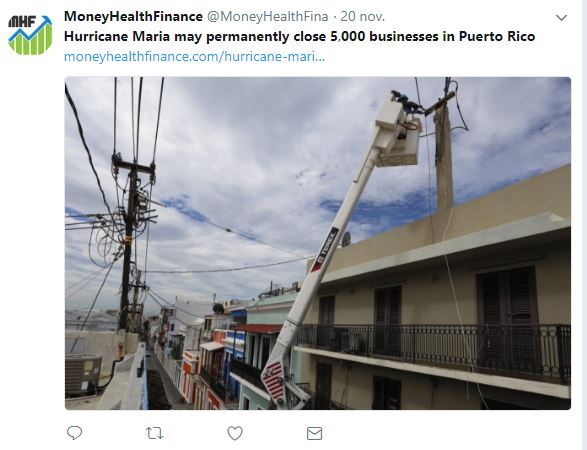 MHF
MoneyHealthFinance @MoneyHealthFina · 20 nov.
Hurricane Maria may permanently close 5,000 businesses in Puerto Rico
moneyhealthfinance.com/hurricane-mari...
TEREX